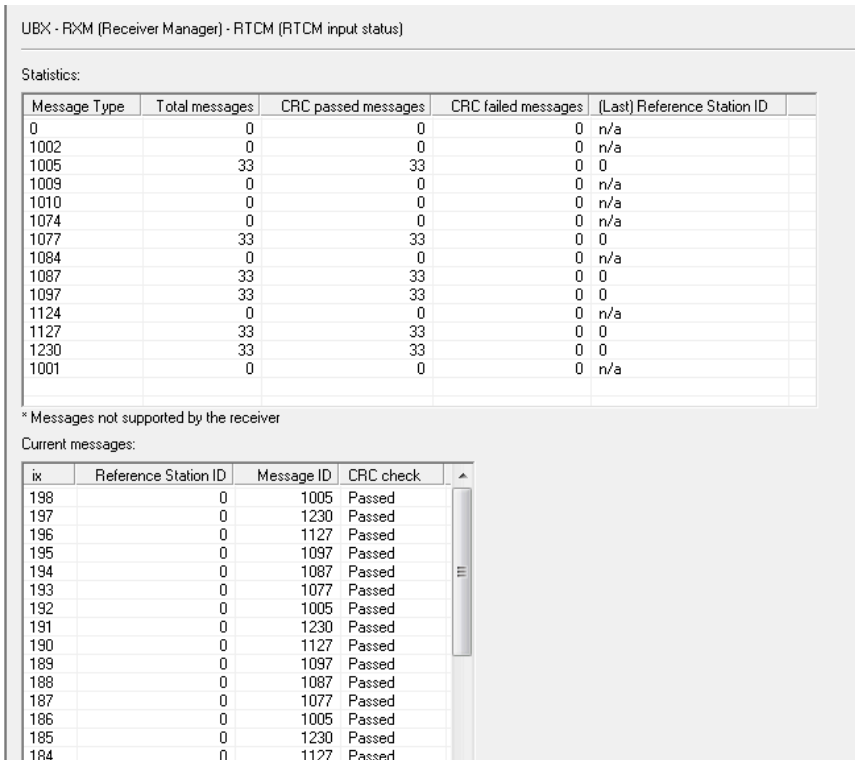 UBX - RXM (Receiver Manager) - RTCM (RTCM input status)
Statistics:
Message Type Total messages CRC passed messages CRC failed messages (Last) Reference Station ID
0 0 0 0 n/a
1002 0 0 0 n/a
1005 33 33 0 0
1009 0 0 0 n/a
1010 0 0 0 n/a
1074 0 0 0 n/a
1077 33 33 0 0
1084 0 0 0 n/a
1087 33 33 0 0
1097 33 33 0 0
1124 0 0 0 n/a
1127 33 33 0 0
1230 33 33 0 0
1001 0 0 0 n/a
* Messages not supported by the receiver
Current messages:
ix Reference Station ID Message ID CRC check
198 0 1005 Passed
197 0 1230 Passed
196 0 1127 Passed
195 0 1097 Passed
194 0 1087 Passed
193 0 1077 Passed
192 0 1005 Passed
191 0 1230 Passed
190 0 1127 Passed
189 0 1097 Passed
188 0 1087 Passed
187 0 1077 Passed
186 0 1005 Passed
185 0 1230 Passed
184 0 1127 Passed